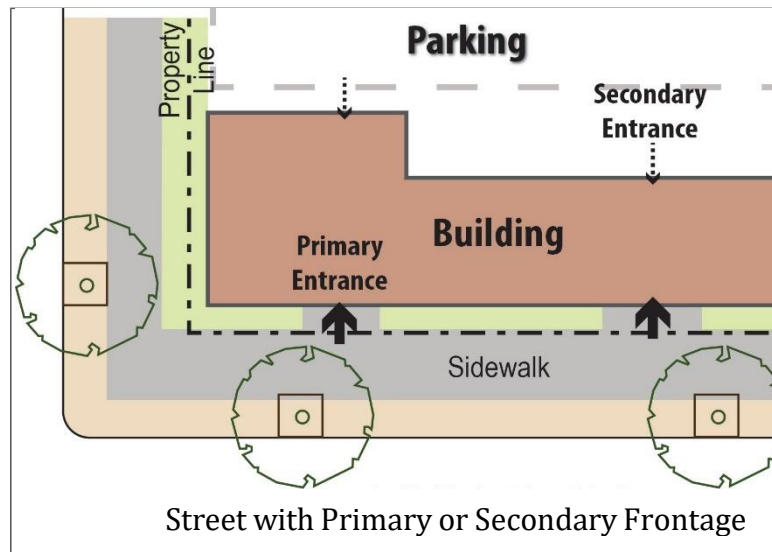 Parking
Property
Line
Secondary
Entrance
Primary
Entrance
Building
Sidewalk
Street with Primary or Secondary Frontage